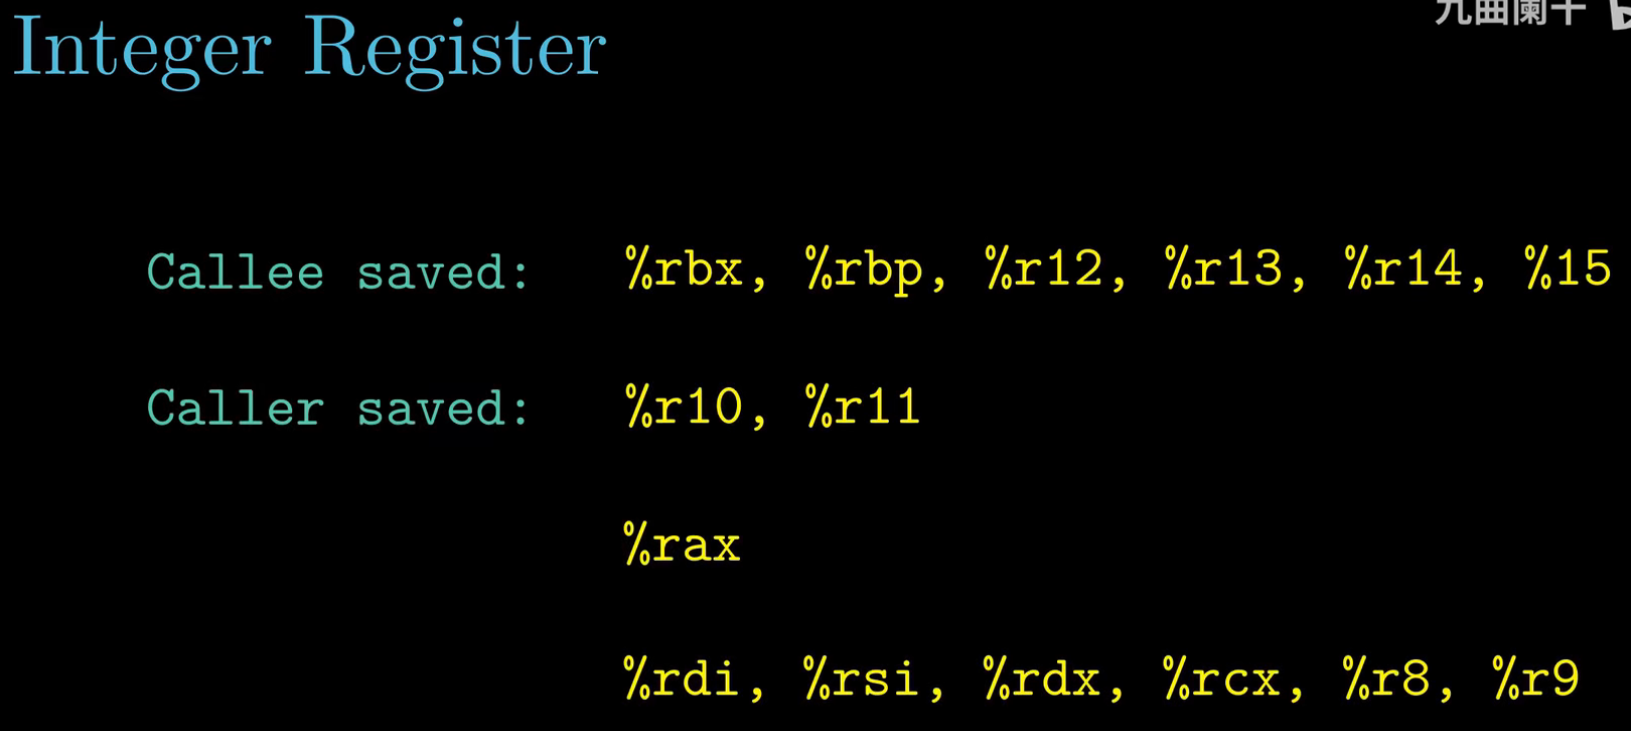 九曲阑干
Integer Register
Callee saved: %rbx, %rbp, %r12, %r13, %r14, %15
Caller saved: %r10, %r11
%rax
%rdi, %rsi, %rdx, %rcx, %r8, %r9